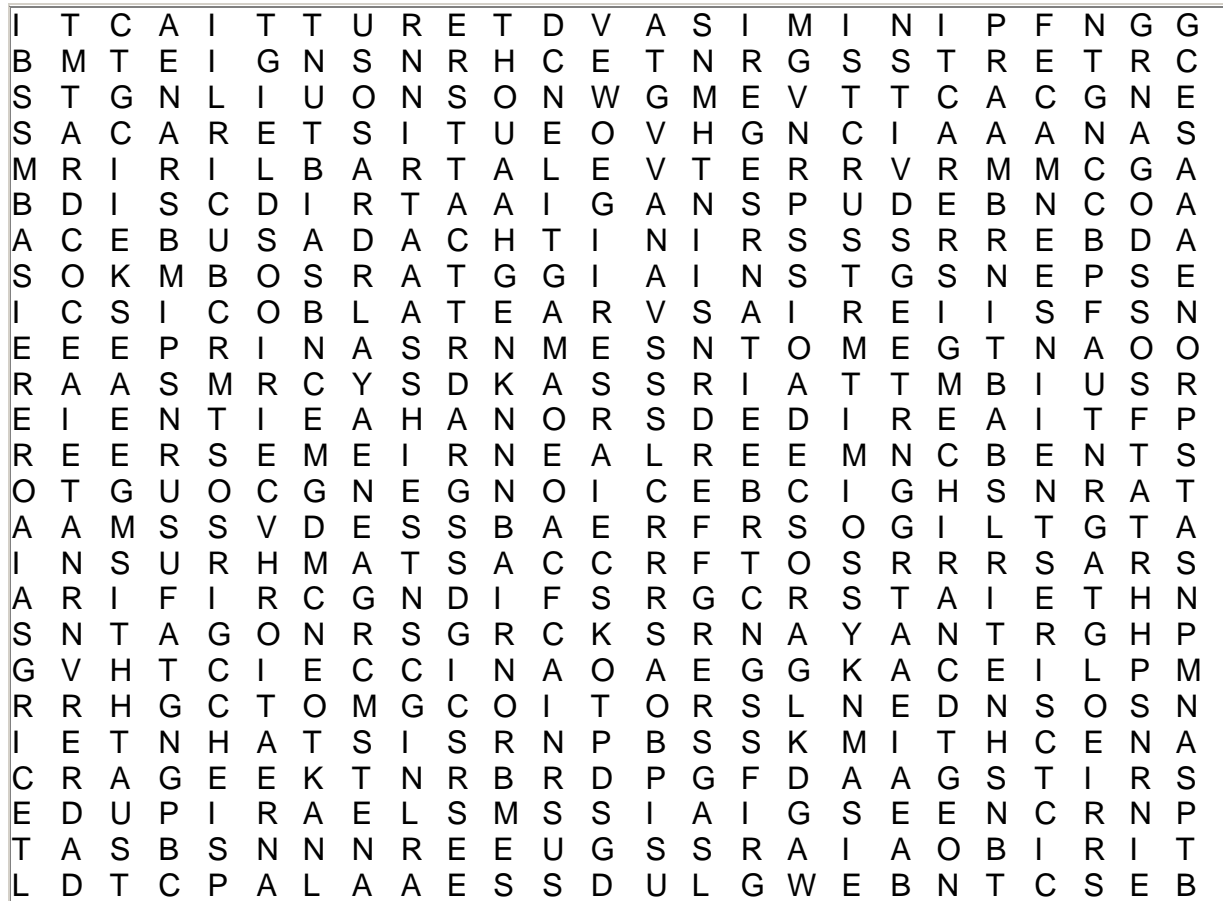 I T C A I T T U R E T D V A S I M I N I P F N G G
B M T E I G N S N R H C E T N R G S S T R E T R C
S T G N L I U O N S O N W G M E V T T C A C G N E
S A C A R E T S I T U E O V H G N C I A A A N A S
M R I R I L B A R T A L E V T E R R V R M M C G A
B D I S C D I R T A A I G A N S P U D E B N C O A
A C E B U S A D A C H T I N I R S S S R R E B D A
S O K M B O S R A T G G I A I N S T G S N E P S E
I C S I C O B L A T E A R V S A I R E I I S F S N
E E E P R I N A S R N M E S N T O M E G T N A O O
R A A S M R C Y S D K A S S R I A T T M B I U S R
E I E N T I E A H A N O R S D E D I R E A I T F P
R E E R S E M E I R N E A L R E E M N C B E N T S
O T G U O C G N E G N O I C E B C I G H S N R A T
A A M S S V D E S S B A E R F R S O G I L T G T A
I N S U R H M A T S A C C R F T O S R R R S A R S
A R I F I R C G N D I F S R G C R S T A I E T H N
S N T A G O N R S G R C K S R N A Y A N T R G H P
G V H T C I E C C I N A O A E G G K A C E I L P M
R R H G C T O M G C O I T O R S L N E D N S O S N
I E T N H A T S I S R N P B S S K M I T H C E N A
C R A G E E K T N R B R D P G F D A A G S T I R S
E D U P I R A E L S M S S I A I G S E E N C R N P
T A S B S N N N R E E U G S S R A I A O B I R I T
L D T C P A L A A E S S D U L G W E B N T C S E B